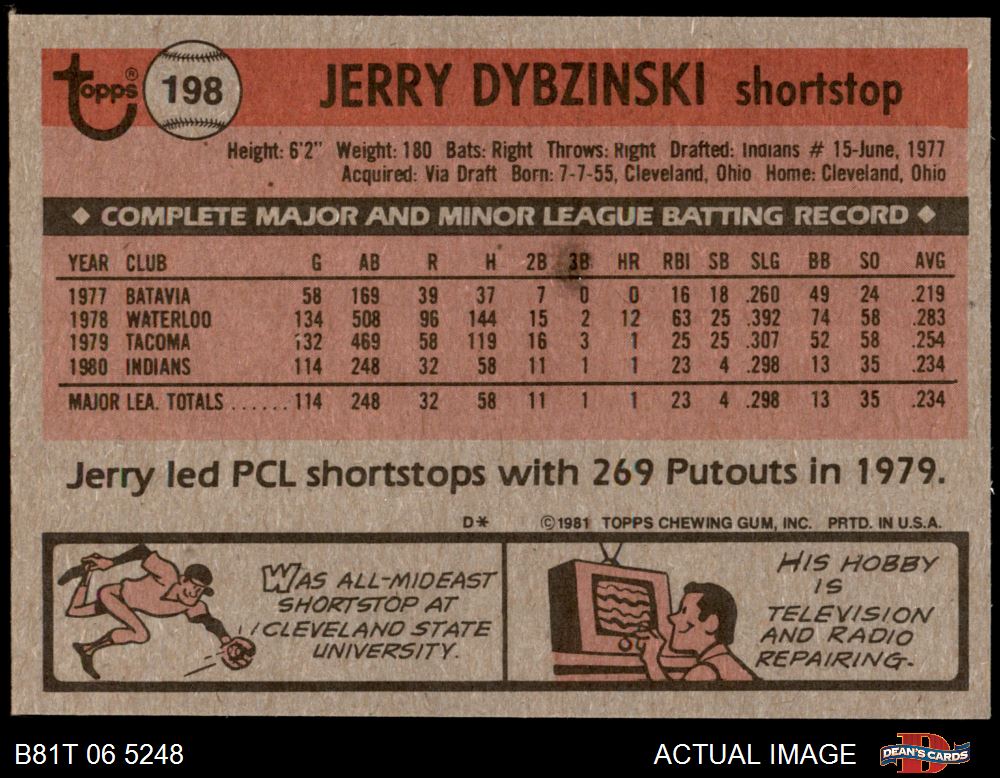 topps® 198 JERRY DYBZINSKI shortstop
Height: 6'2" Weight: 180 Bats: Right Throws: Right Drafted: Indians # 15-June, 1977
Acquired: Via Draft Born: 7-7-55, Cleveland, Ohio Home: Cleveland, Ohio
◆ COMPLETE MAJOR AND MINOR LEAGUE BATTING RECORD ◆
YEAR CLUB G AB R H 2B 3B HR RBI SB SLG BB SO AVG
1977 BATAVIA 58 169 39 37 7 0 0 16 18 .260 49 24 .219
1978 WATERLOO 134 508 96 144 15 2 12 63 25 .392 74 58 .283
1979 TACOMA 132 469 58 119 16 3 1 25 25 .307 52 58 .254
1980 INDIANS 114 248 32 58 11 1 1 23 4 .298 13 35 .234
MAJOR LEA. TOTALS ......114 248 32 58 11 1 1 23 4 .298 13 35 .234
Jerry led PCL shortstops with 269 Putouts in 1979.
D* ©1981 TOPPS CHEWING GUM, INC. PRTD. IN U.S.A.
WAS ALL-MIDEAST
SHORTSTOP AT
CLEVELAND STATE
UNIVERSITY.
HIS HOBBY
IS
TELEVISION
AND RADIO
REPAIRING.
B81T 06 5248 ACTUAL IMAGE DEAN'S CARDS